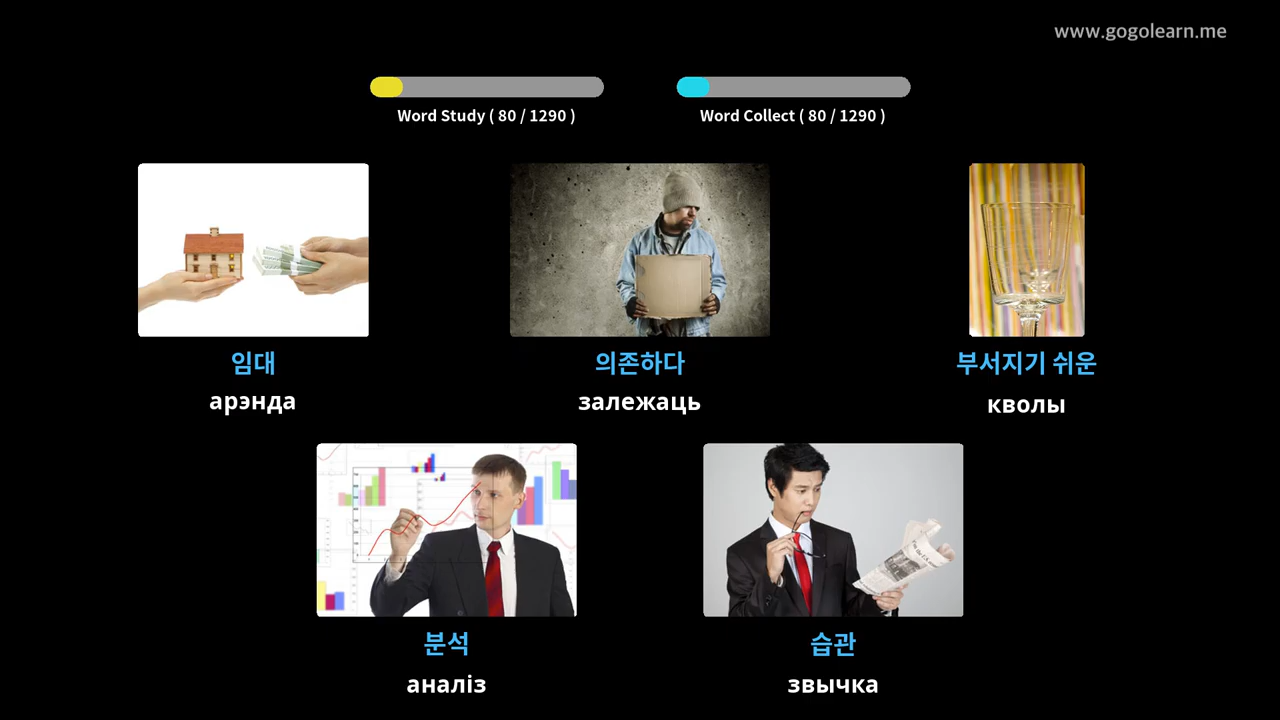 www.gogolearn.me
Word Study ( 80 / 1290 )
Word Collect ( 80 / 1290 )
임대
арэнда
의존하다
залежаць
부서지기 쉬운
кволы
분석
аналіз
습관
звычка